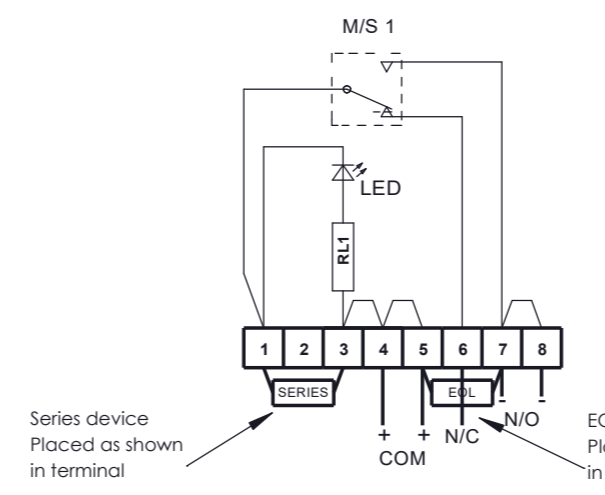 M/S 1
LED
RL1
1 2 3 4 5 6 7 8
SERIES
EOL
- -
+ + N/C N/O
COM
Series device
Placed as shown
in terminal
in